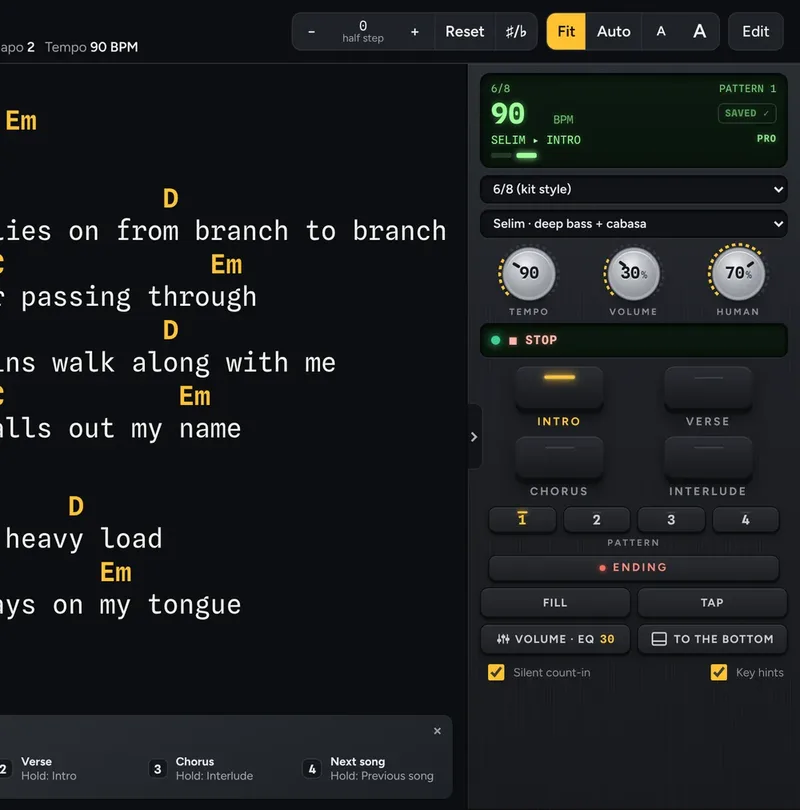 -
0
half step
+
Reset
♯/♭
Fit
Auto
A
A
Edit
apo 2 Tempo 90 BPM
Em
D
lies on from branch to branch
C Em
r passing through
D
ins walk along with me
C Em
alls out my name
D
heavy load
Em
ays on my tongue
2 Verse
Hold: Intro
3 Chorus
Hold: Interlude
4 Next song
Hold: Previous song
×
6/8
PATTERN 1
90 BPM
SAVED ✓
SELIM ▸ INTRO
PRO
6/8 (kit style)
Selim · deep bass + cabasa
90
30%
70%
TEMPO
VOLUME
HUMAN
STOP
INTRO
VERSE
CHORUS
INTERLUDE
1
2
3
4
PATTERN
ENDING
FILL
TAP
VOLUME · EQ 30
TO THE BOTTOM
Silent count-in
Key hints